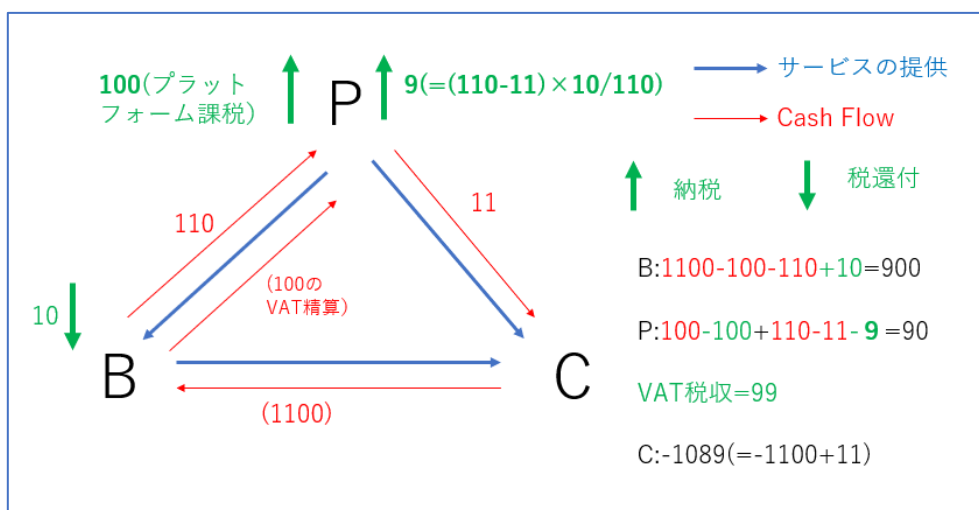 100(プラット
フォーム課税)
P
9(=(110-11)×10/110)
サービスの提供
Cash Flow
納税
税還付
110
11
(100の
VAT精算)
10
B
C
(1100)
B:1100-100-110+10=900
P:100-100+110-11- 9 =90
VAT税収=99
C:-1089(=-1100+11)